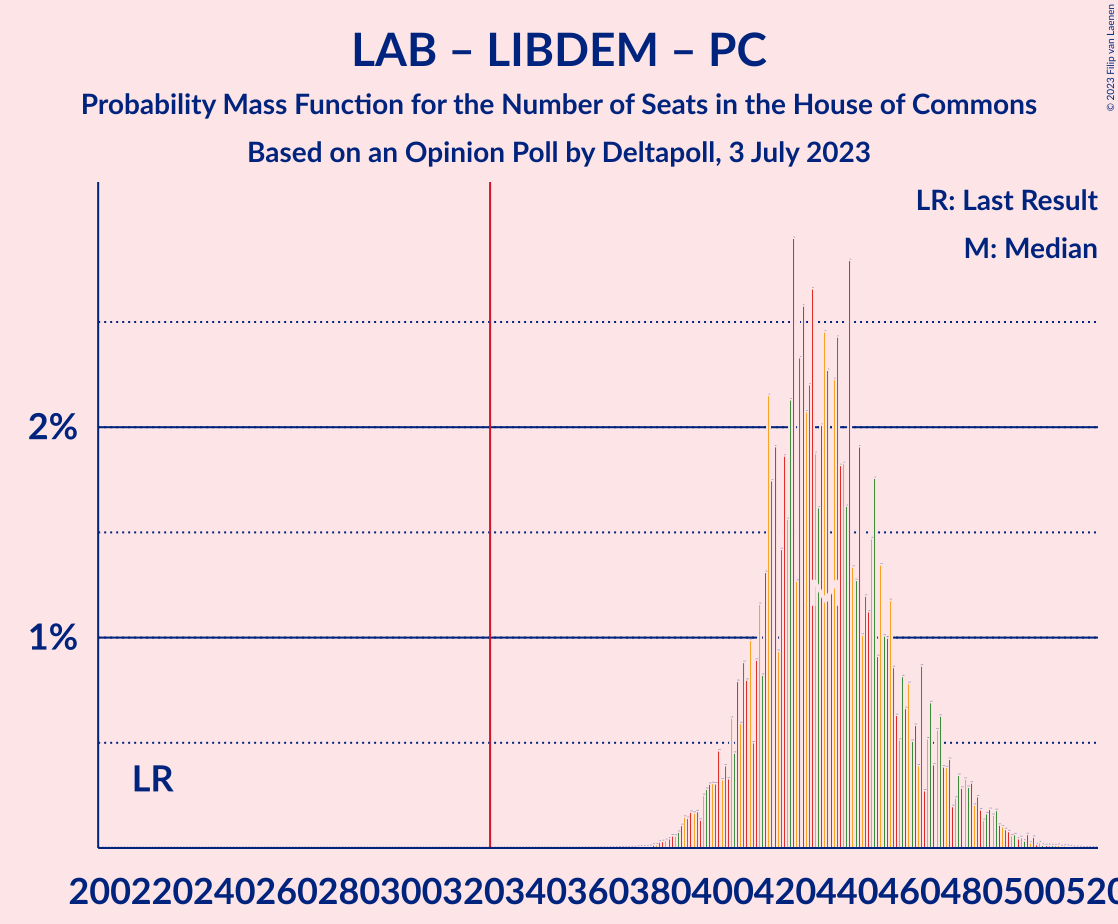 LAB – LIBDEM – PC
Probability Mass Function for the Number of Seats in the House of Commons
Based on an Opinion Poll by Deltapoll, 3 July 2023
© 2023 Filip van Laenen
LR: Last Result
M: Median
2%
1%
LR
M
200220240260280300320340360380400420440460480500520